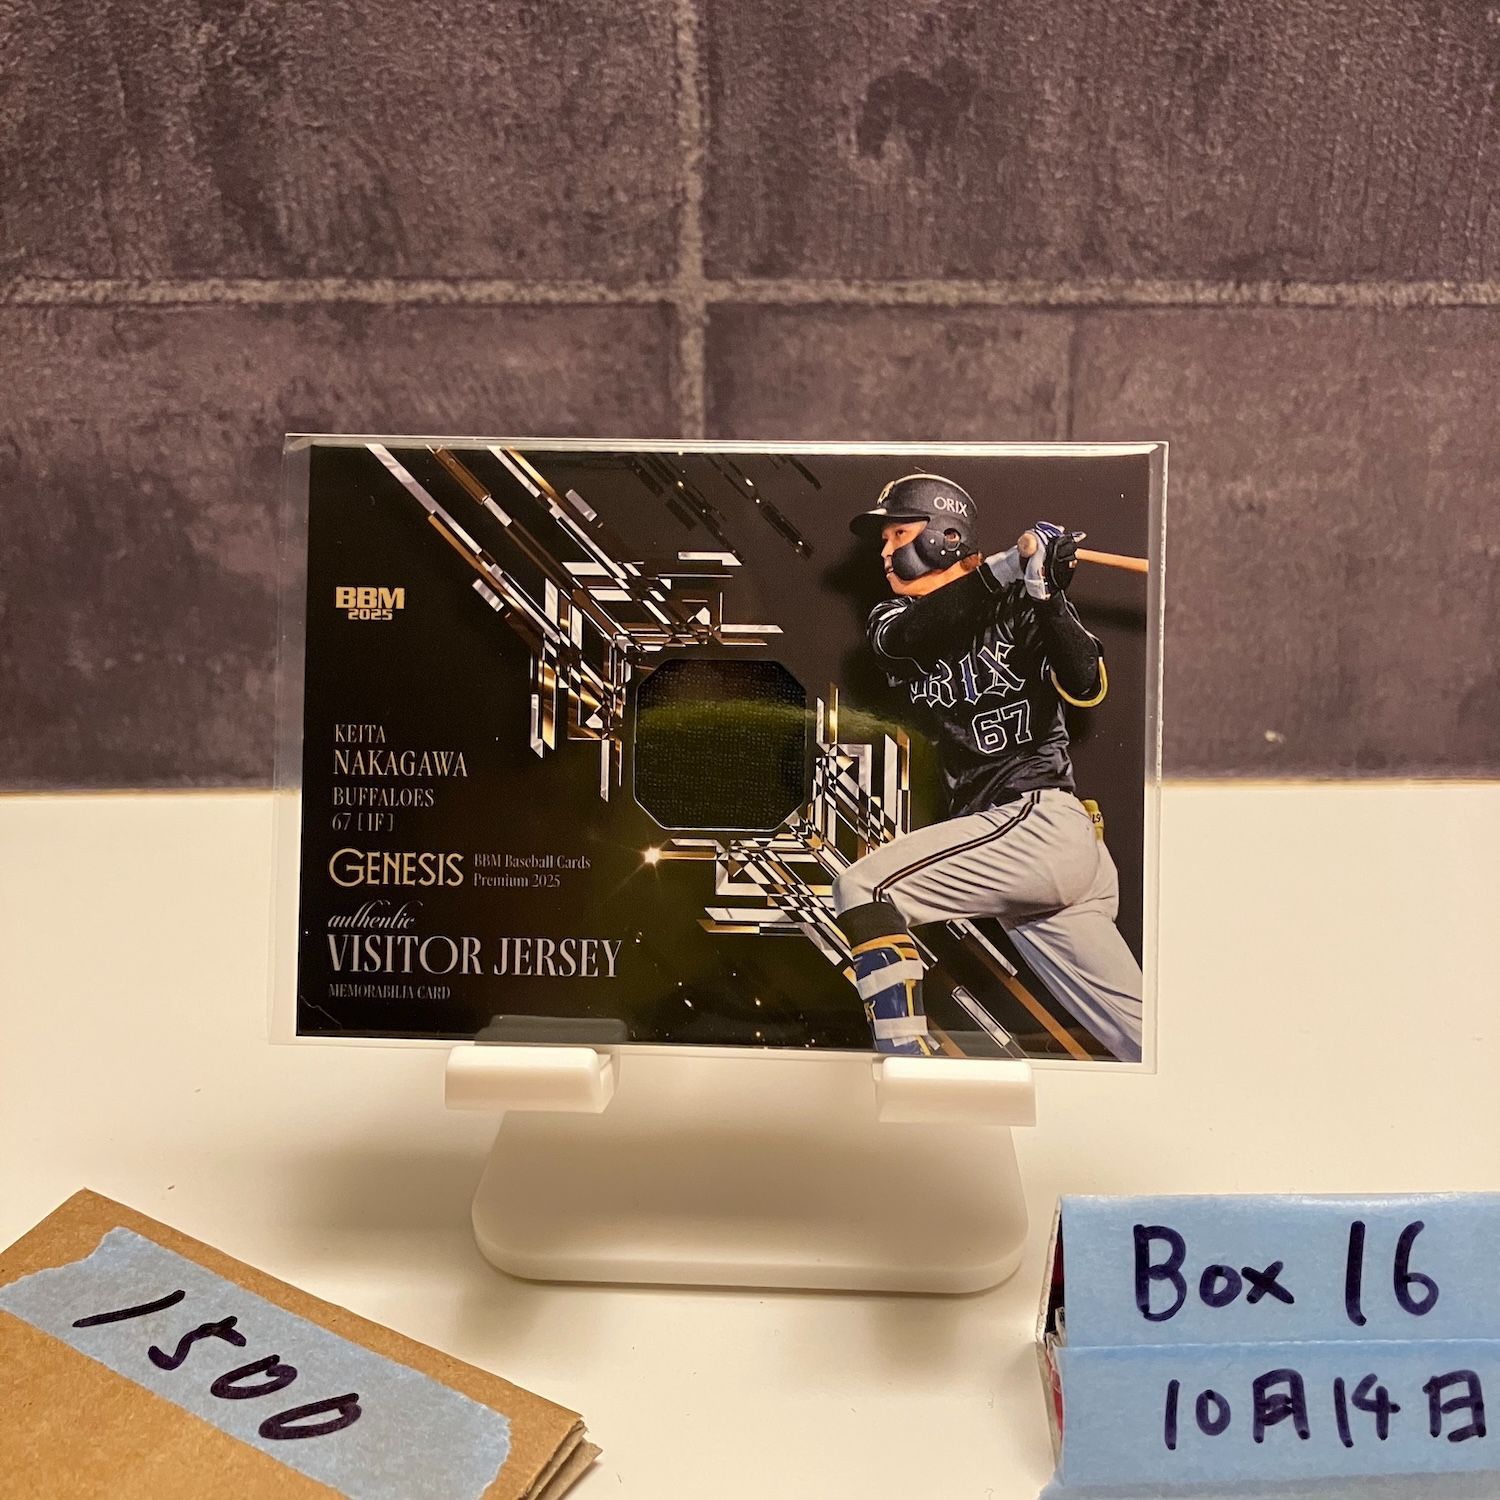 BBM
2025
KEITA
NAKAGAWA
BUFFALOES
67 [IF]
GENESIS
BBM Baseball Cards
Premium 2025
authentic
VISITOR JERSEY
MEMORABILIA CARD
ORIX
ORIX
67
1500
Box 16
10月14日